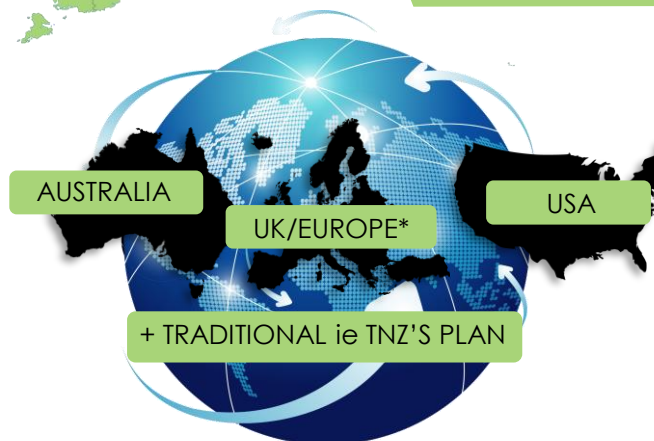 AUSTRALIA
UK/EUROPE*
USA
+ TRADITIONAL ie TNZ'S PLAN